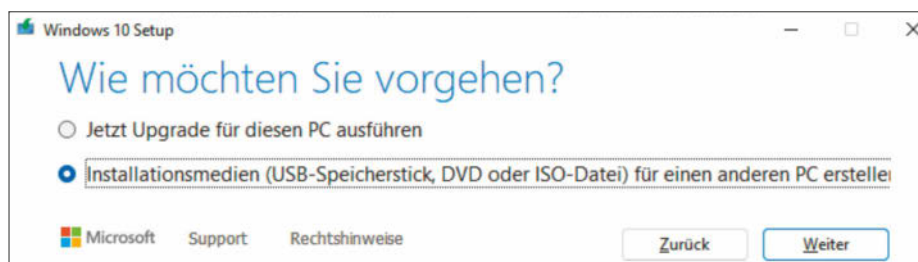 Windows 10 Setup
Wie möchten Sie vorgehen?
Jetzt Upgrade für diesen PC ausführen
Installationsmedien (USB-Speicherstick, DVD oder ISO-Datei) für einen anderen PC erstellen
Microsoft Support Rechtshinweise Zurück Weiter